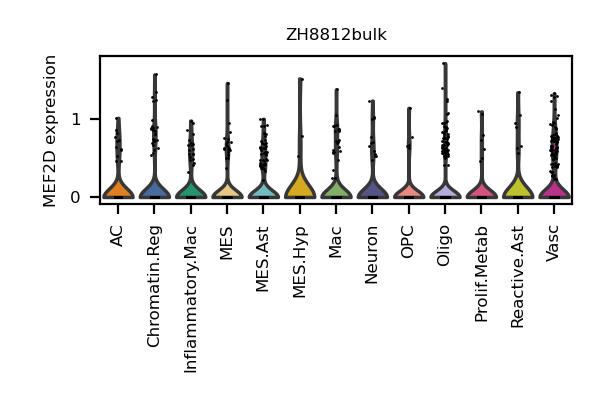 ZH8812bulk
MEF2D expression
1
0
AC
Chromatin.Reg
Inflammatory.Mac
MES
MES.Ast
MES.Hyp
Mac
Neuron
OPC
Oligo
Prolif.Metab
Reactive.Ast
Vasc